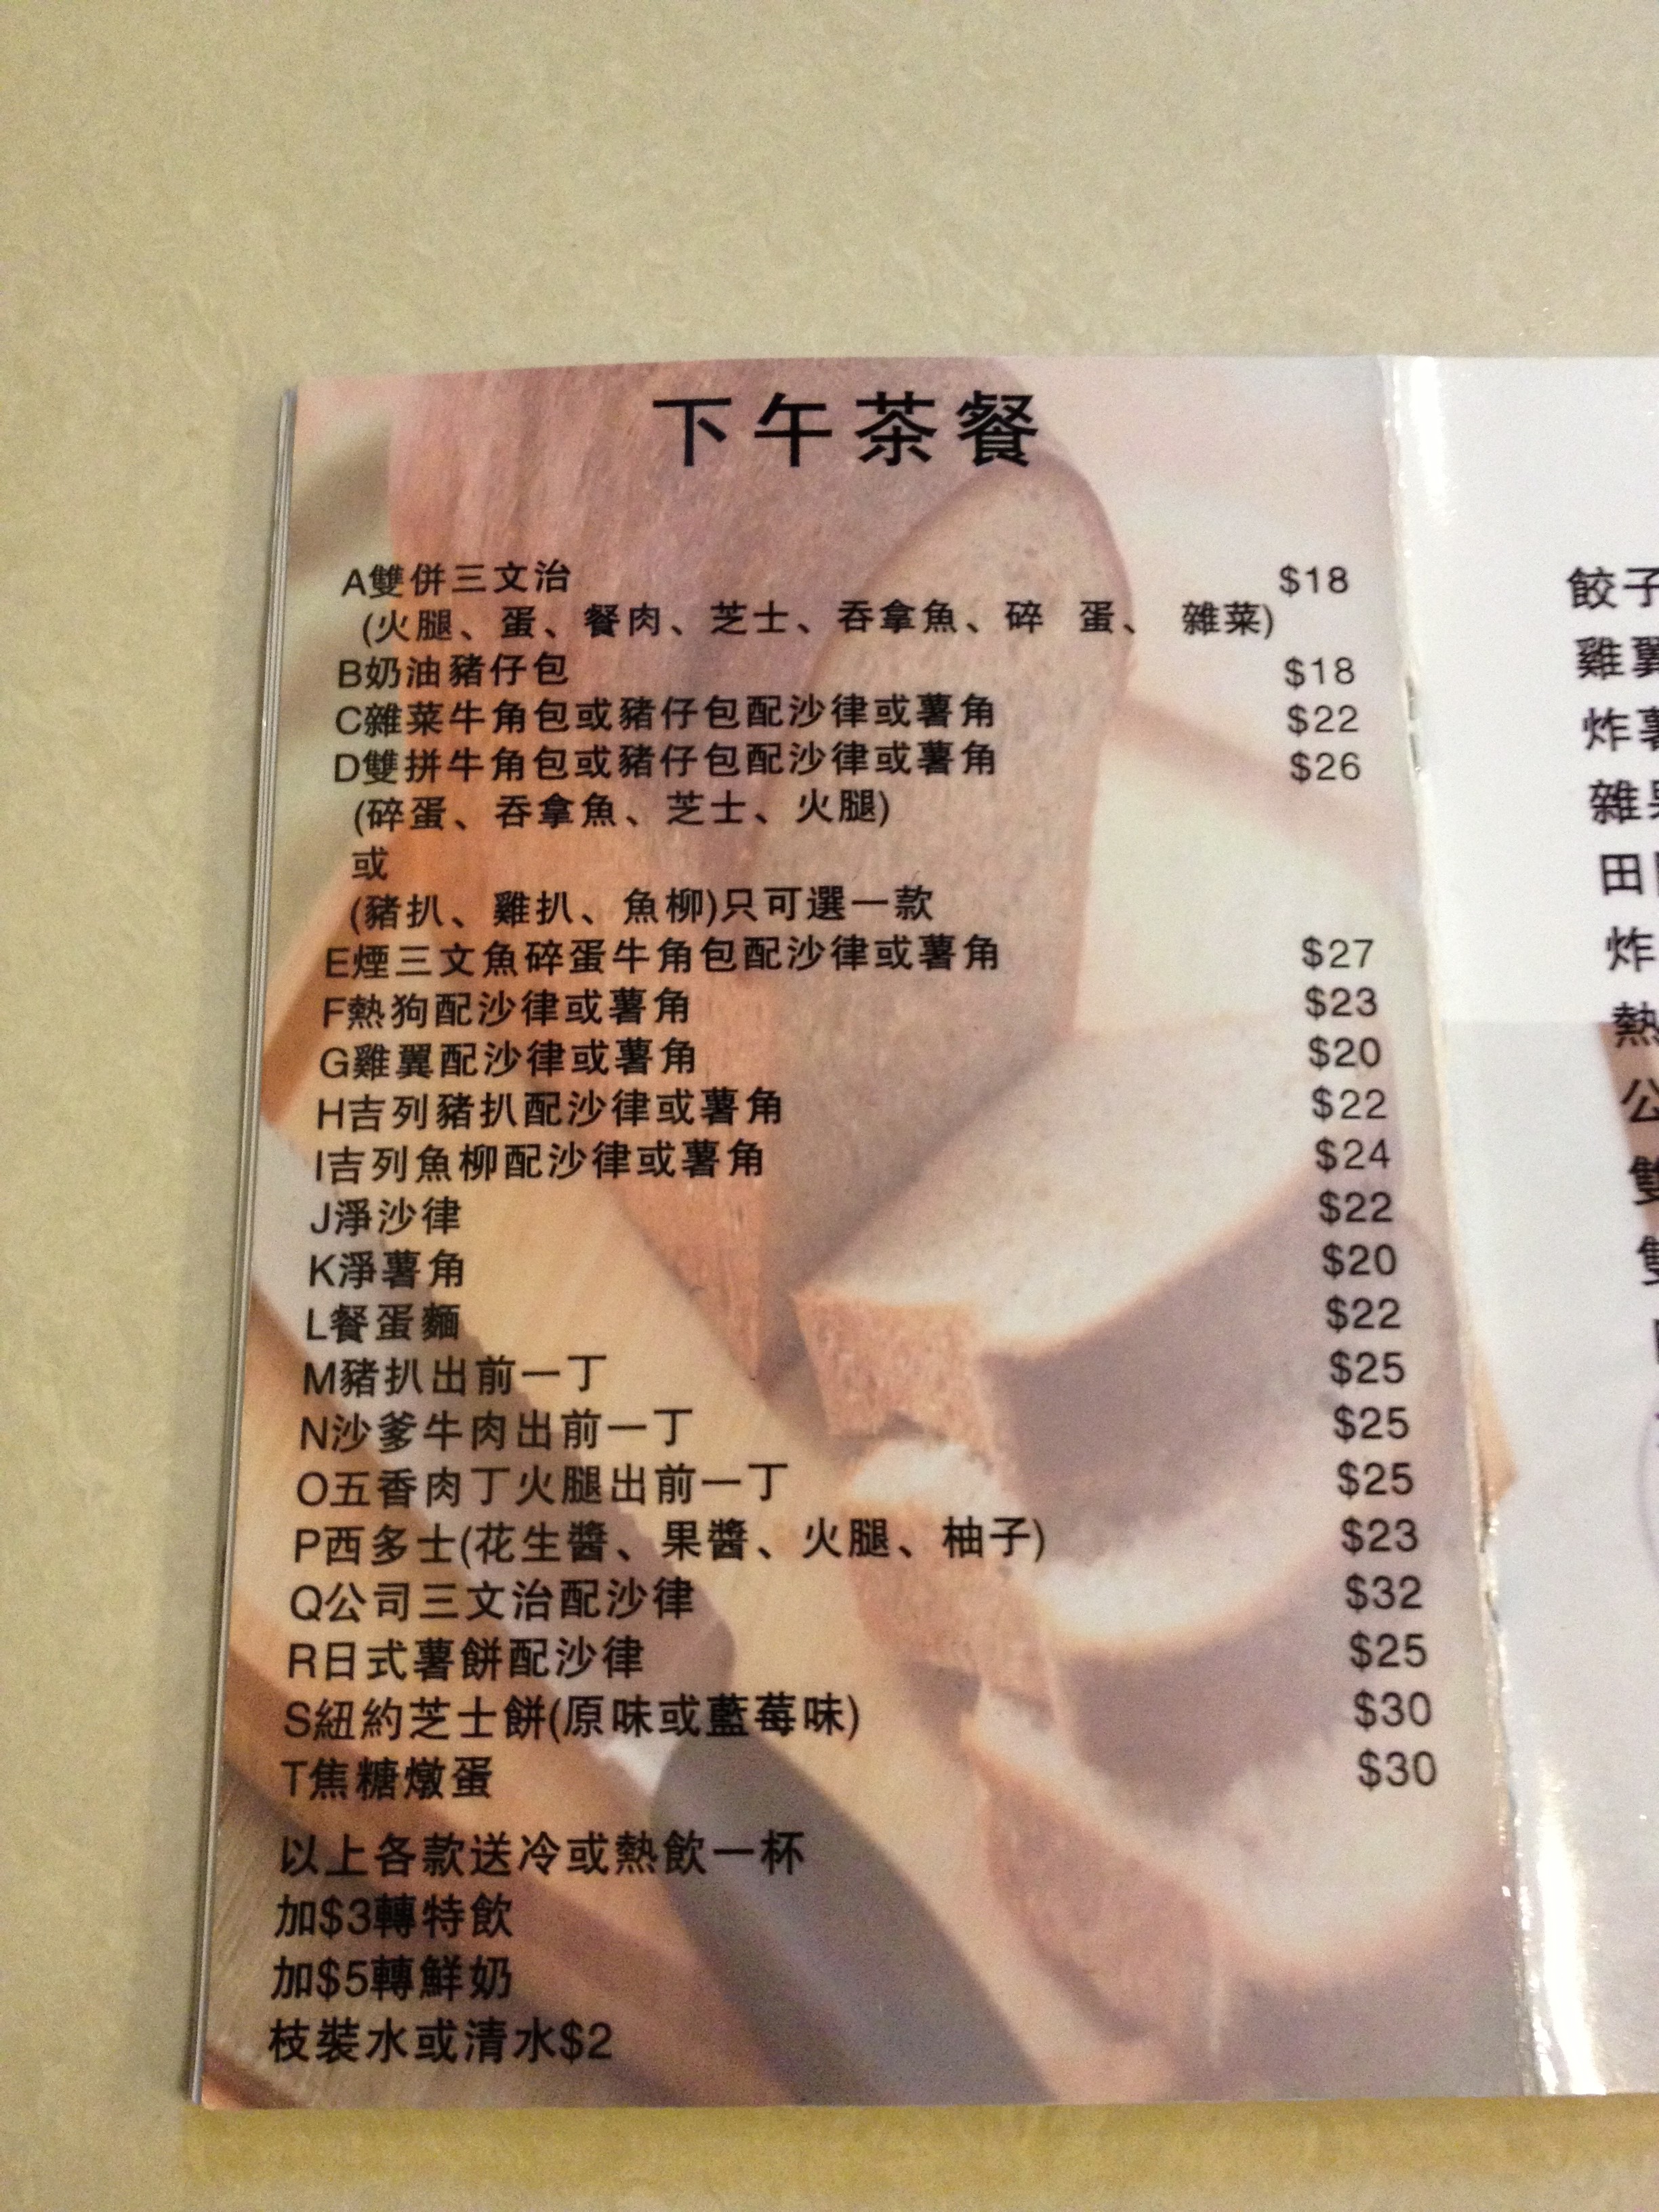 下午茶餐
A雙併三文治 $18
(火腿、蛋、餐肉、芝士、吞拿魚、碎 蛋、 雜菜)
B奶油豬仔包 $18
C雜菜牛角包或豬仔包配沙律或薯角 $22
D雙拼牛角包或豬仔包配沙律或薯角 $26
(碎蛋、吞拿魚、芝士、火腿)
或
(豬扒、雞扒、魚柳)只可選一款
E煙三文魚碎蛋牛角包配沙律或薯角 $27
F熱狗配沙律或薯角 $23
G雞翼配沙律或薯角 $20
H吉列豬扒配沙律或薯角 $22
I吉列魚柳配沙律或薯角 $24
J淨沙律 $22
K淨薯角 $20
L餐蛋麵 $22
M豬扒出前一丁 $25
N沙爹牛肉出前一丁 $25
O五香肉丁火腿出前一丁 $25
P西多士(花生醬、果醬、火腿、柚子) $23
Q公司三文治配沙律 $32
R日式薯餅配沙律 $25
S紐約芝士餅(原味或藍莓味) $30
T焦糖燉蛋 $30
以上各款送冷或熱飲一杯
加$3轉特飲
加$5轉鮮奶
枝裝水或清水$2
餃子
雞翼
炸薯
雜果
田
炸
熱
公
雙
雙